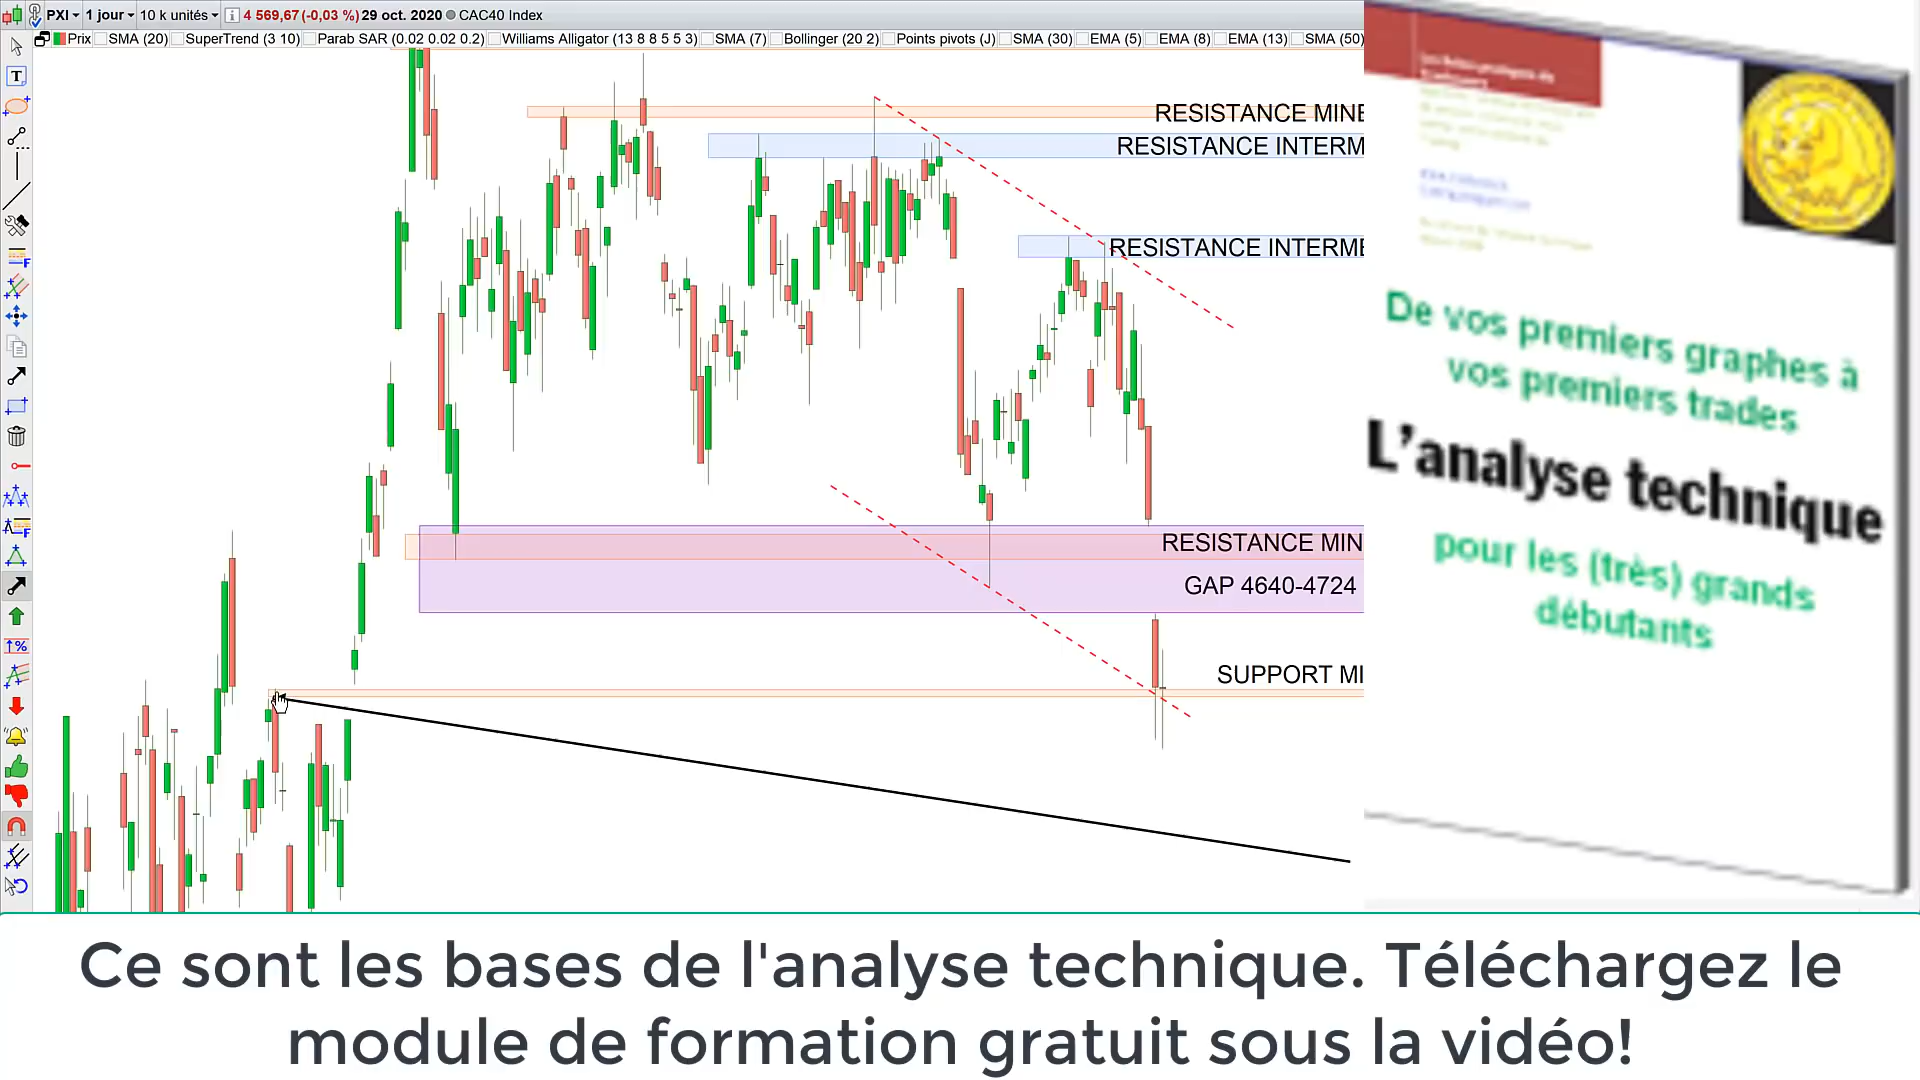 PXI 1 jour 10 k unités 4 569,67 (-0,03 %) 29 oct. 2020 CAC40 Index
Prix SMA (20) SuperTrend (3 10) Parab SAR (0.02 0.02 0.2) Williams Alligator (13 8 8 5 5 3) SMA (7) Bollinger (20 2) Points pivots (J) SMA (30) EMA (5) EMA (8) EMA (13) SMA (50)
RESISTANCE MINE
RESISTANCE INTERM
RESISTANCE INTERME
RESISTANCE MIN
GAP 4640-4724
SUPPORT MI
De vos premiers graphes à
vos premiers trades
L'analyse technique
pour les (très) grands
débutants
Ce sont les bases de l'analyse technique. Téléchargez le
module de formation gratuit sous la vidéo!